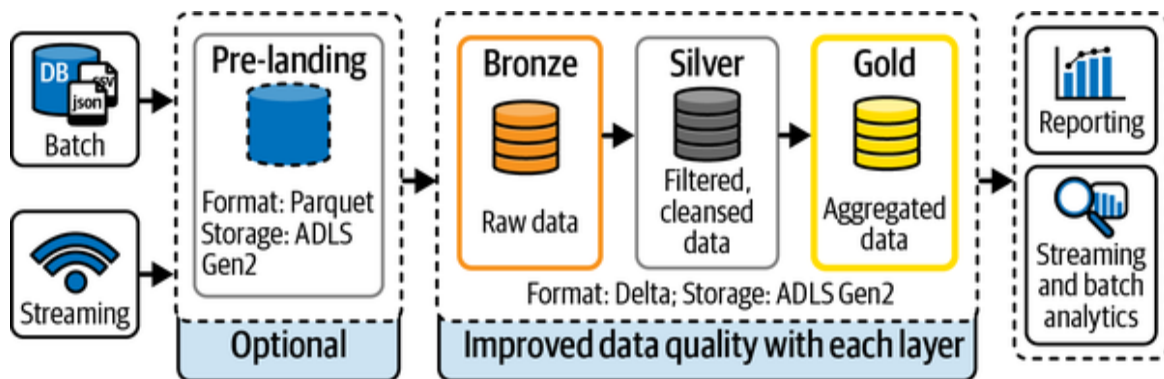 DB
csv
json
Batch
Streaming
Pre-landing
Format: Parquet
Storage: ADLS
Gen2
Optional
Bronze
Raw data
Silver
Filtered,
cleansed
data
Gold
Aggregated
data
Format: Delta; Storage: ADLS Gen2
Improved data quality with each layer
Reporting
Streaming
and batch
analytics